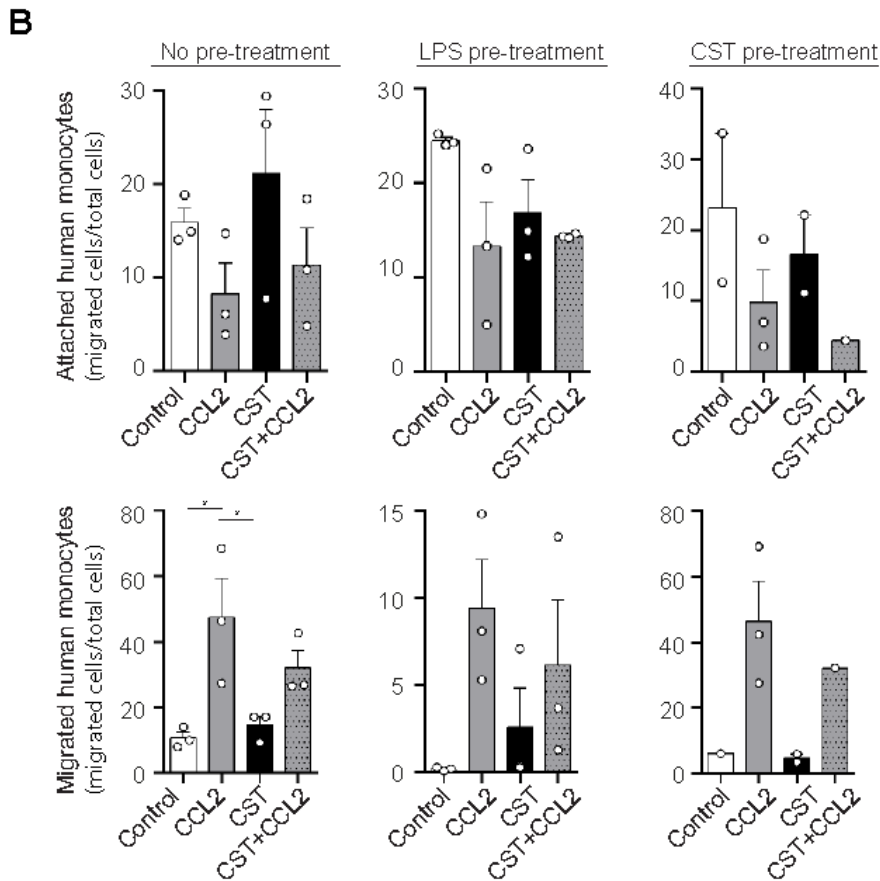 B
No pre-treatment
LPS pre-treatment
CST pre-treatment
Attached human monocytes
(migrated cells/total cells)
30
20
10
0
Control
CCL2
CST
CST+CCL2
30
20
10
0
Control
CCL2
CST
CST+CCL2
40
30
20
10
0
Control
CCL2
CST
CST+CCL2
Migrated human monocytes
(migrated cells/total cells)
80
60
40
20
0
* *
Control
CCL2
CST
CST+CCL2
15
10
5
0
Control
CCL2
CST
CST+CCL2
80
60
40
20
0
Control
CCL2
CST
CST+CCL2